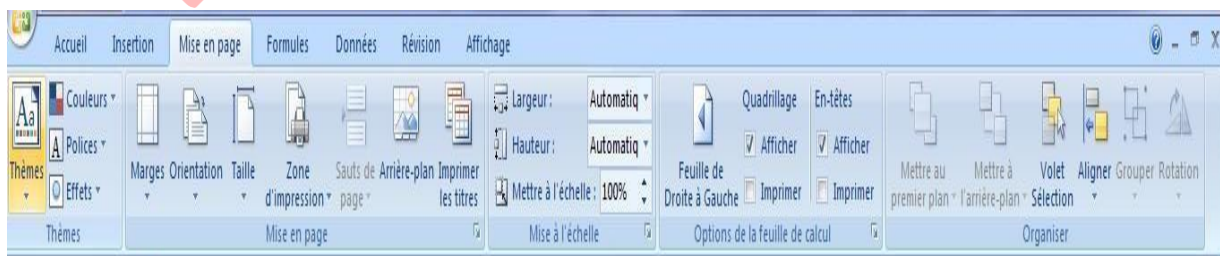 Accueil Insertion Mise en page Formules Données Révision Affichage
Aa
Thèmes
Couleurs
A Polices
Effets
Thèmes
Marges
Orientation
Taille
Zone
d'impression
Sauts de
page
Arrière-plan
Imprimer
les titres
Mise en page
Largeur : Automatiq
Hauteur : Automatiq
Mettre à l'échelle : 100%
Mise à l'échelle
Feuille de
Droite à Gauche
Quadrillage
Afficher
Imprimer
En-têtes
Afficher
Imprimer
Options de la feuille de calcul
Mettre au
premier plan
Mettre à
l'arrière-plan
Volet
Sélection
Aligner
Grouper
Rotation
Organiser